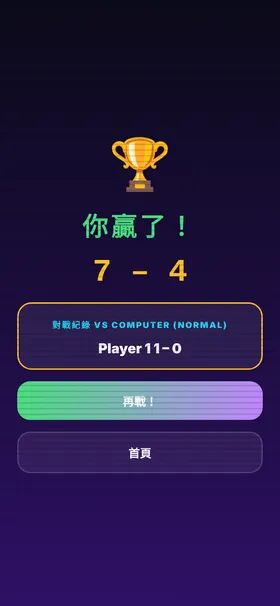 你贏了！
7 – 4
對戰紀錄 VS COMPUTER (NORMAL)
Player 1 1 – 0
再戰！
首頁